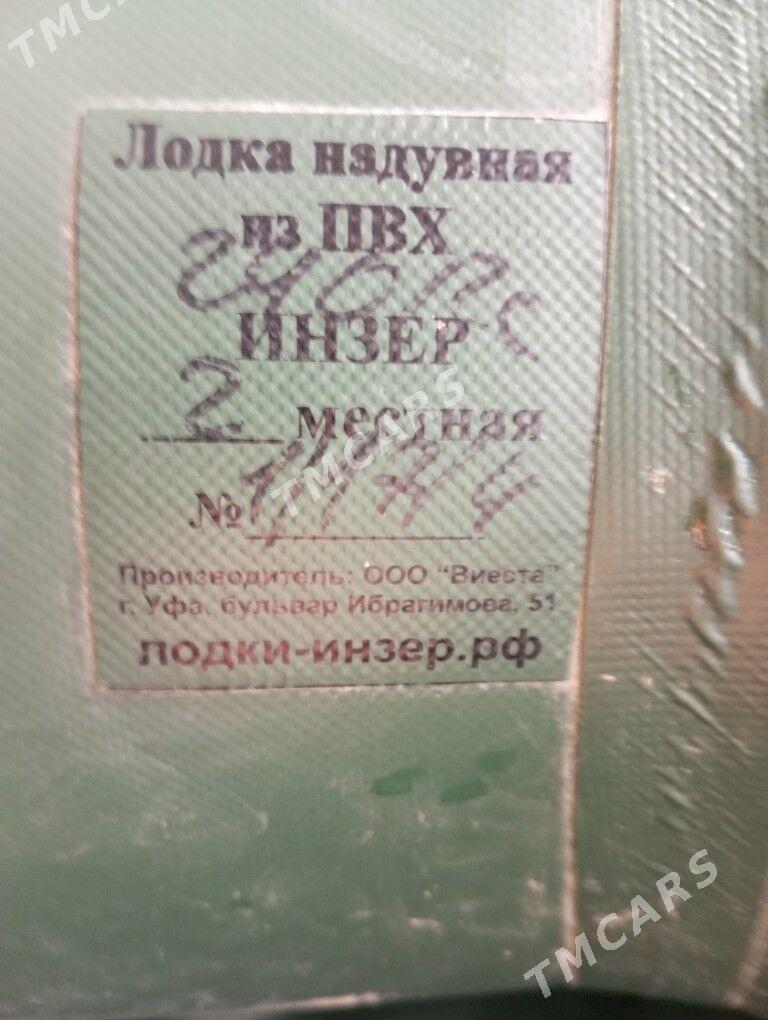 TMCARS
Лодка надувная
из ПВХ
ИНЗЕР
2 местная
TMCARS
№
Производитель: ООО "Виеста"
г. Уфа, бульвар Ибрагимова, 51
лодки-инзер.рф
TMCARS